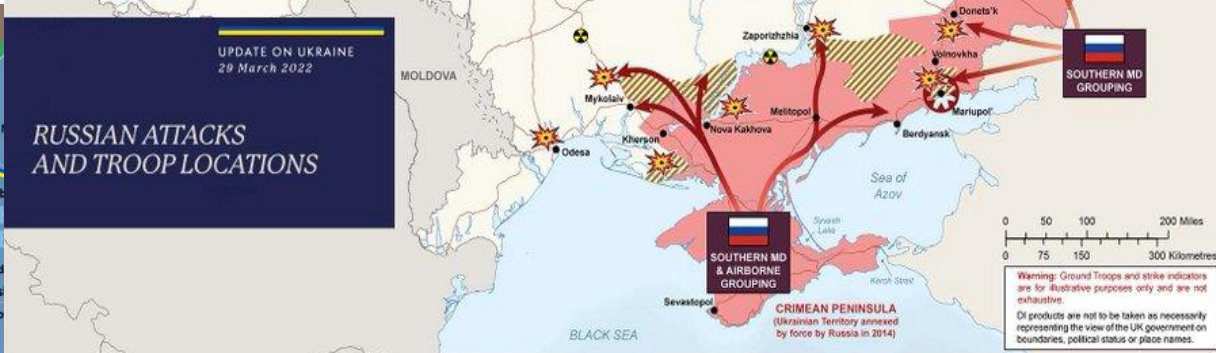 UPDATE ON UKRAINE
29 March 2022
RUSSIAN ATTACKS
AND TROOP LOCATIONS
MOLDOVA
Donets'k
Zaporizhzhia
Volnovkha
SOUTHERN MD
GROUPING
Mykolaiv
Melitopol
Mariupol'
Kherson
Nova Kakhova
Berdyansk
Odesa
Sea of
Azov
Syvash
Lake
0 50 100 200 Miles
0 75 150 300 Kilometres
SOUTHERN MD
& AIRBORNE
GROUPING
Kerch Strait
Sevastopol
CRIMEAN PENINSULA
(Ukrainian Territory annexed
by force by Russia in 2014)
BLACK SEA
Warning: Ground Troops and strike indicators
are for illustrative purposes only and are not
exhaustive.
DI products are not to be taken as necessarily
representing the view of the UK government on
boundaries, political status or place names.